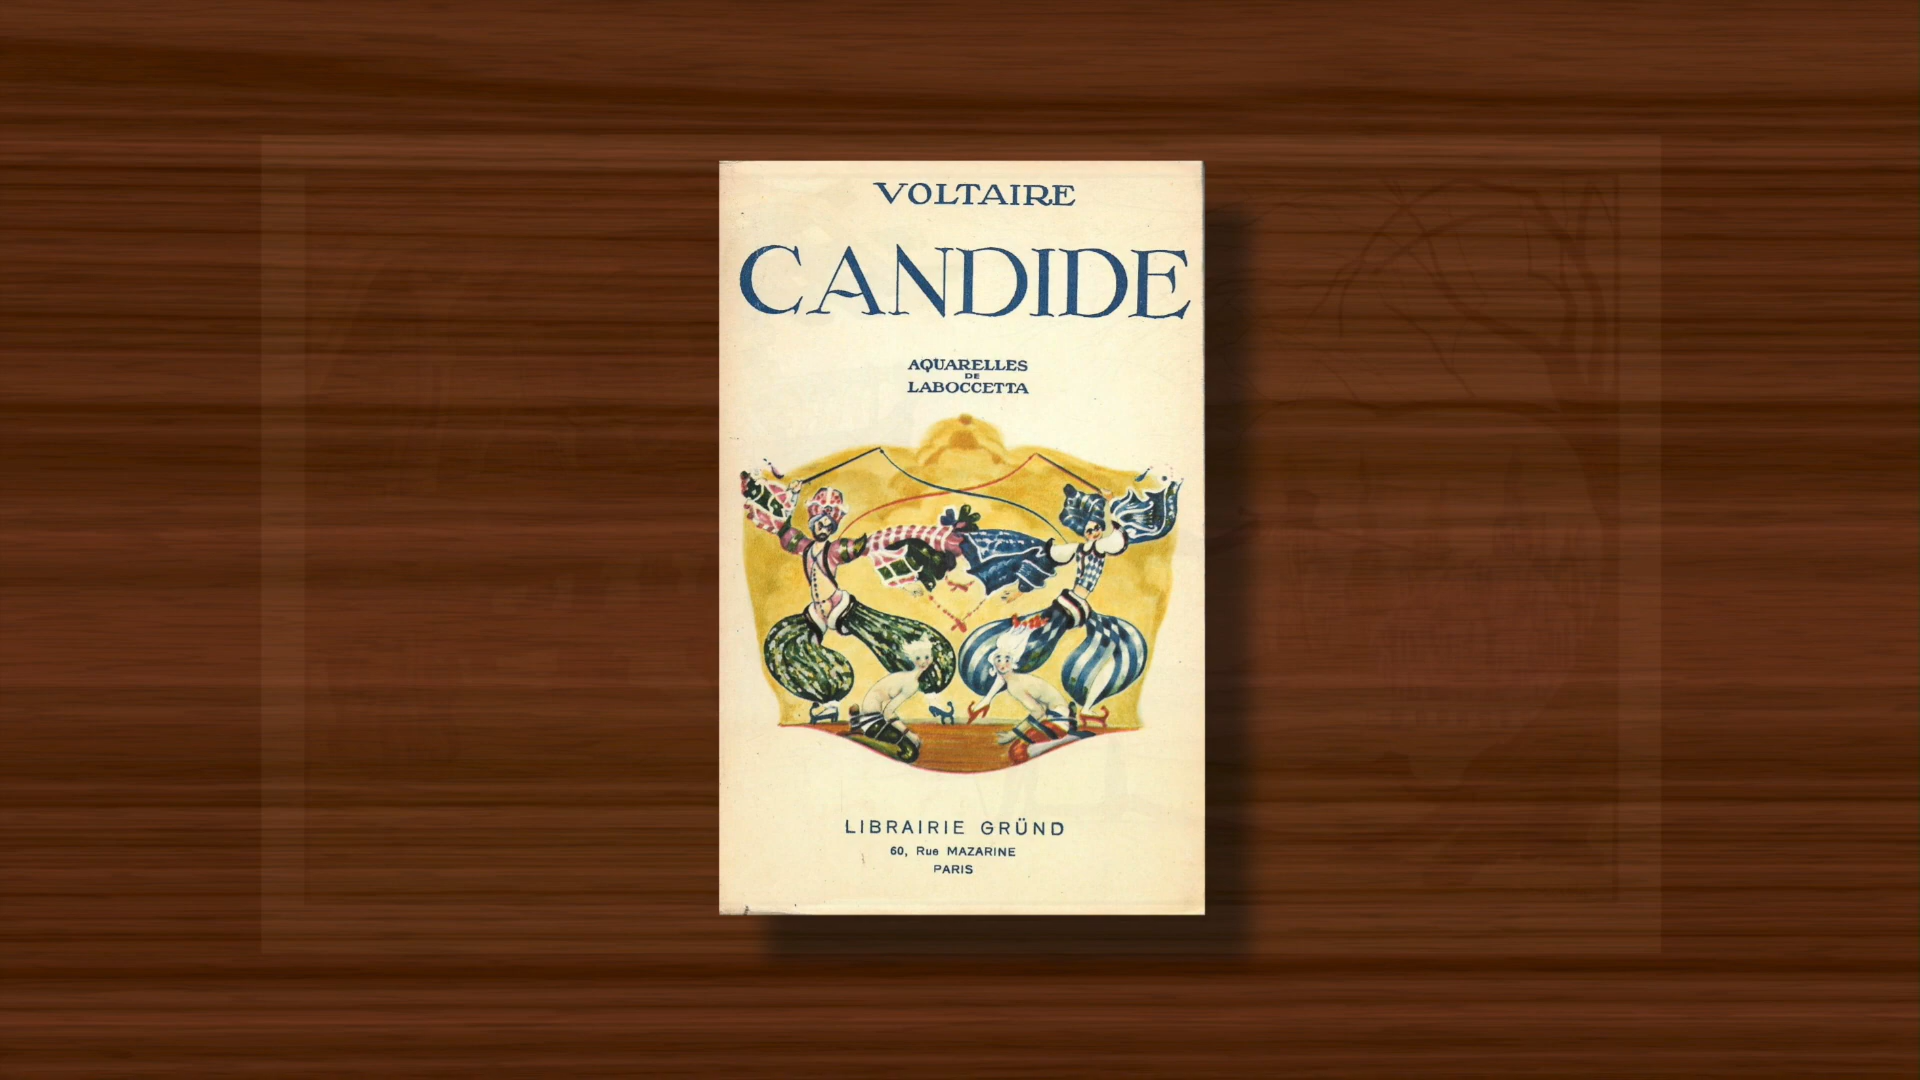 VOLTAIRE
CANDIDE
AQUARELLES
DE
LABOCCETTA
LIBRAIRIE GRÜND
60, Rue MAZARINE
PARIS